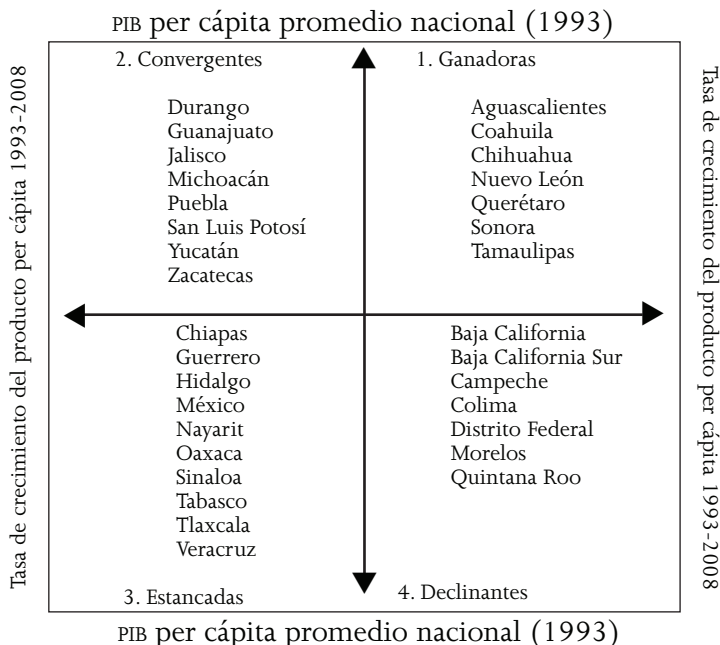 PIB per cápita promedio nacional (1993)
2. Convergentes
Durango
Guanajuato
Jalisco
Michoacán
Puebla
San Luis Potosí
Yucatán
Zacatecas
1. Ganadoras
Aguascalientes
Coahuila
Chihuahua
Nuevo León
Querétaro
Sonora
Tamaulipas
Tasa de crecimiento del producto per cápita 1993-2008
Tasa de crecimiento del producto per cápita 1993-2008
Chiapas
Guerrero
Hidalgo
México
Nayarit
Oaxaca
Sinaloa
Tabasco
Tlaxcala
Veracruz
3. Estancadas
Baja California
Baja California Sur
Campeche
Colima
Distrito Federal
Morelos
Quintana Roo
4. Declinantes
PIB per cápita promedio nacional (1993)